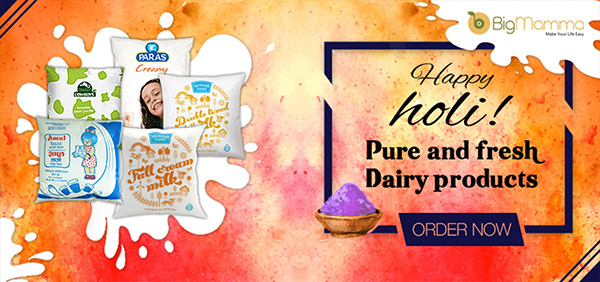 BigMamma
Make Your Life Easy
Happy
holi!
Pure and fresh
Dairy products
ORDER NOW
PARAS
Creamy
Double toned
milk
Full cream
milk
Amul
ताज़ा